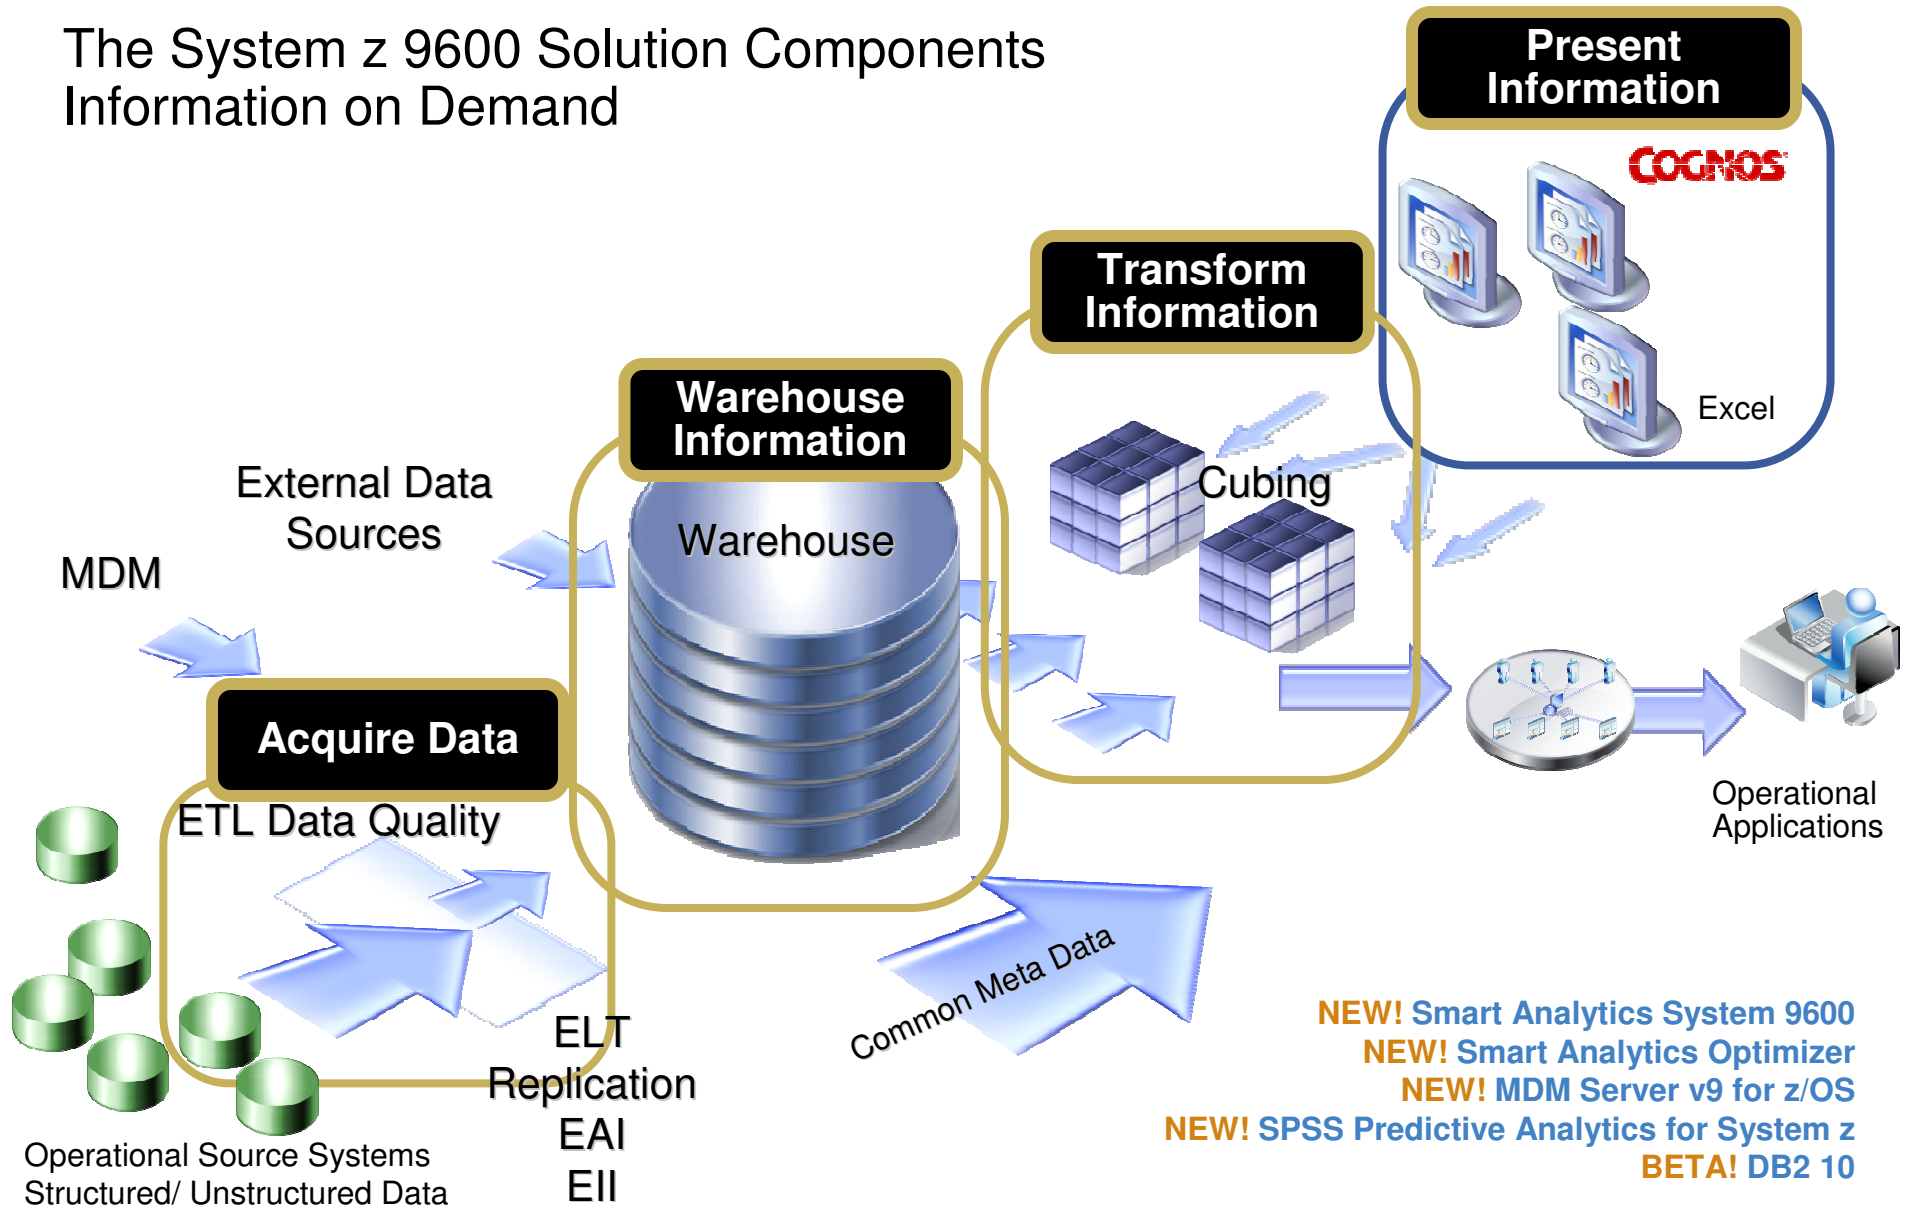 The System z 9600 Solution Components
Information on Demand
Present
Information
COGNOS
Excel
Transform
Information
Cubing
Warehouse
Information
Warehouse
External Data
Sources
MDM
Acquire Data
ETL Data Quality
ELT
Replication
EAI
EII
Operational Source Systems
Structured/ Unstructured Data
Common Meta Data
Operational
Applications
NEW! Smart Analytics System 9600
NEW! Smart Analytics Optimizer
NEW! MDM Server v9 for z/OS
NEW! SPSS Predictive Analytics for System z
BETA! DB2 10